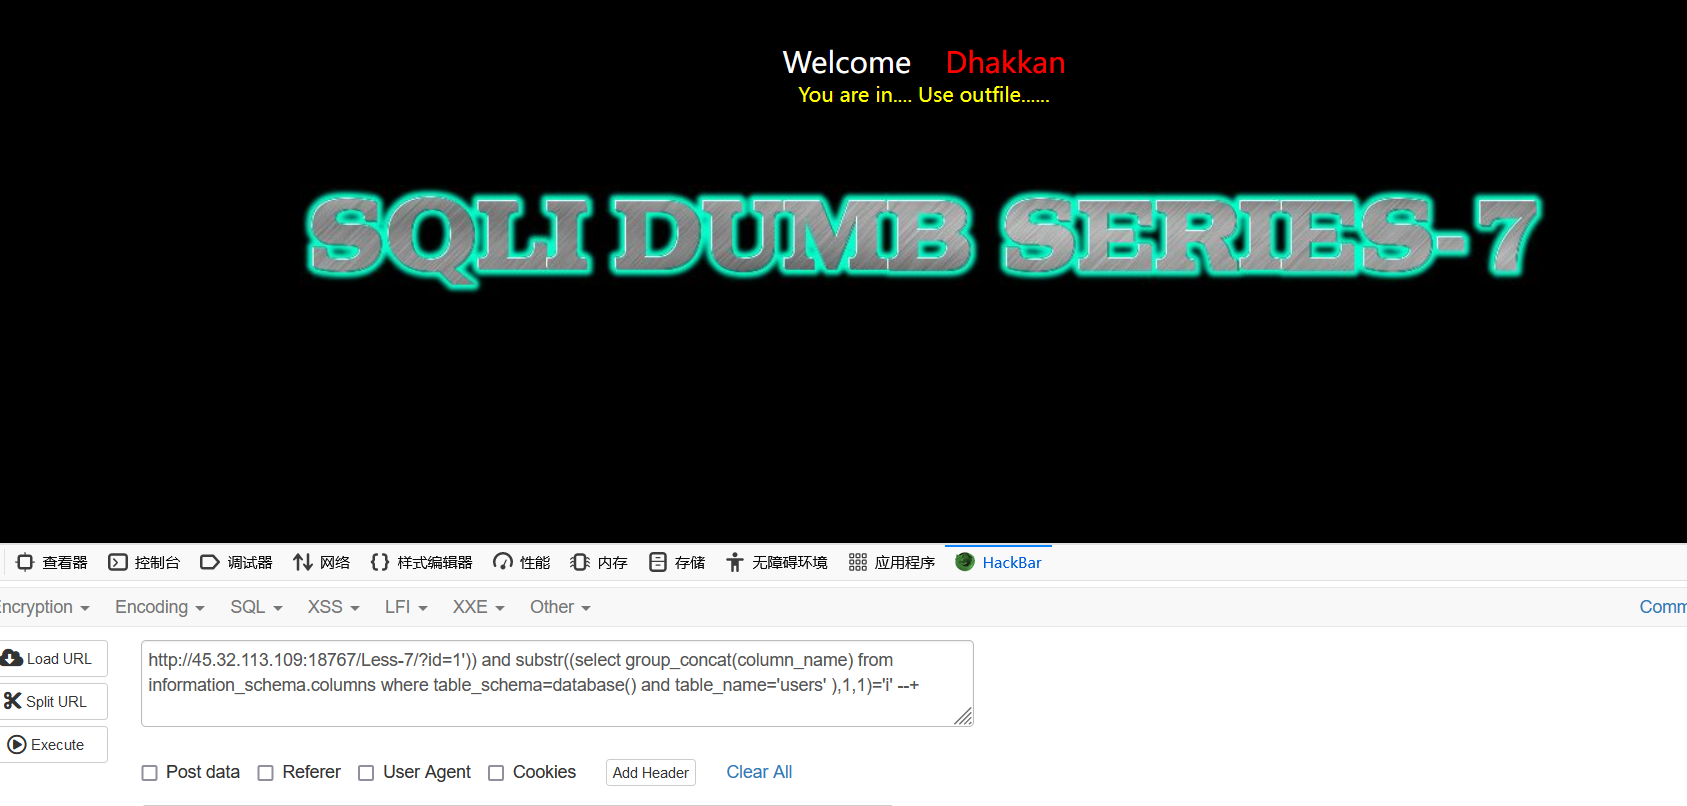 Welcome Dhakkan
You are in.... Use outfile......
SQLI DUMB SERIES-7
查看器 控制台 调试器 网络 样式编辑器 性能 内存 存储 无障碍环境 应用程序 HackBar
ncryption Encoding SQL XSS LFI XXE Other Comm
Load URL
Split URL
Execute
http://45.32.113.109:18767/Less-7/?id=1')) and substr((select group_concat(column_name) from
information_schema.columns where table_schema=database() and table_name='users' ),1,1)='i' --+
Post data Referer User Agent Cookies Add Header Clear All